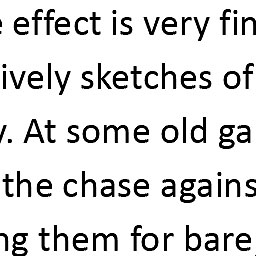 effect is very fin
ively sketches of
y. At some old ga
the chase agains
ng them for bare,